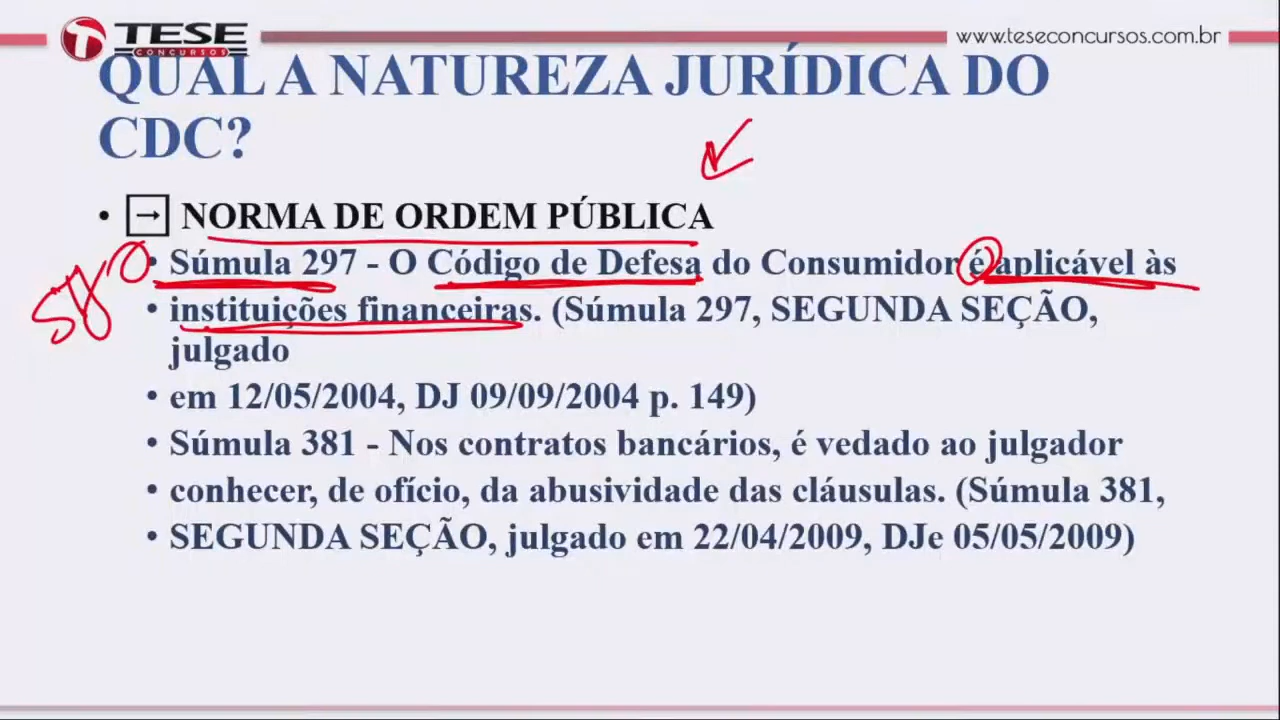 TESE
CONCURSOS
www.teseconcursos.com.br
QUAL A NATUREZA JURÍDICA DO
CDC?
• → NORMA DE ORDEM PÚBLICA
• Súmula 297 - O Código de Defesa do Consumidor é aplicável às
• instituições financeiras. (Súmula 297, SEGUNDA SEÇÃO,
julgado
• em 12/05/2004, DJ 09/09/2004 p. 149)
• Súmula 381 - Nos contratos bancários, é vedado ao julgador
• conhecer, de ofício, da abusividade das cláusulas. (Súmula 381,
• SEGUNDA SEÇÃO, julgado em 22/04/2009, DJe 05/05/2009)